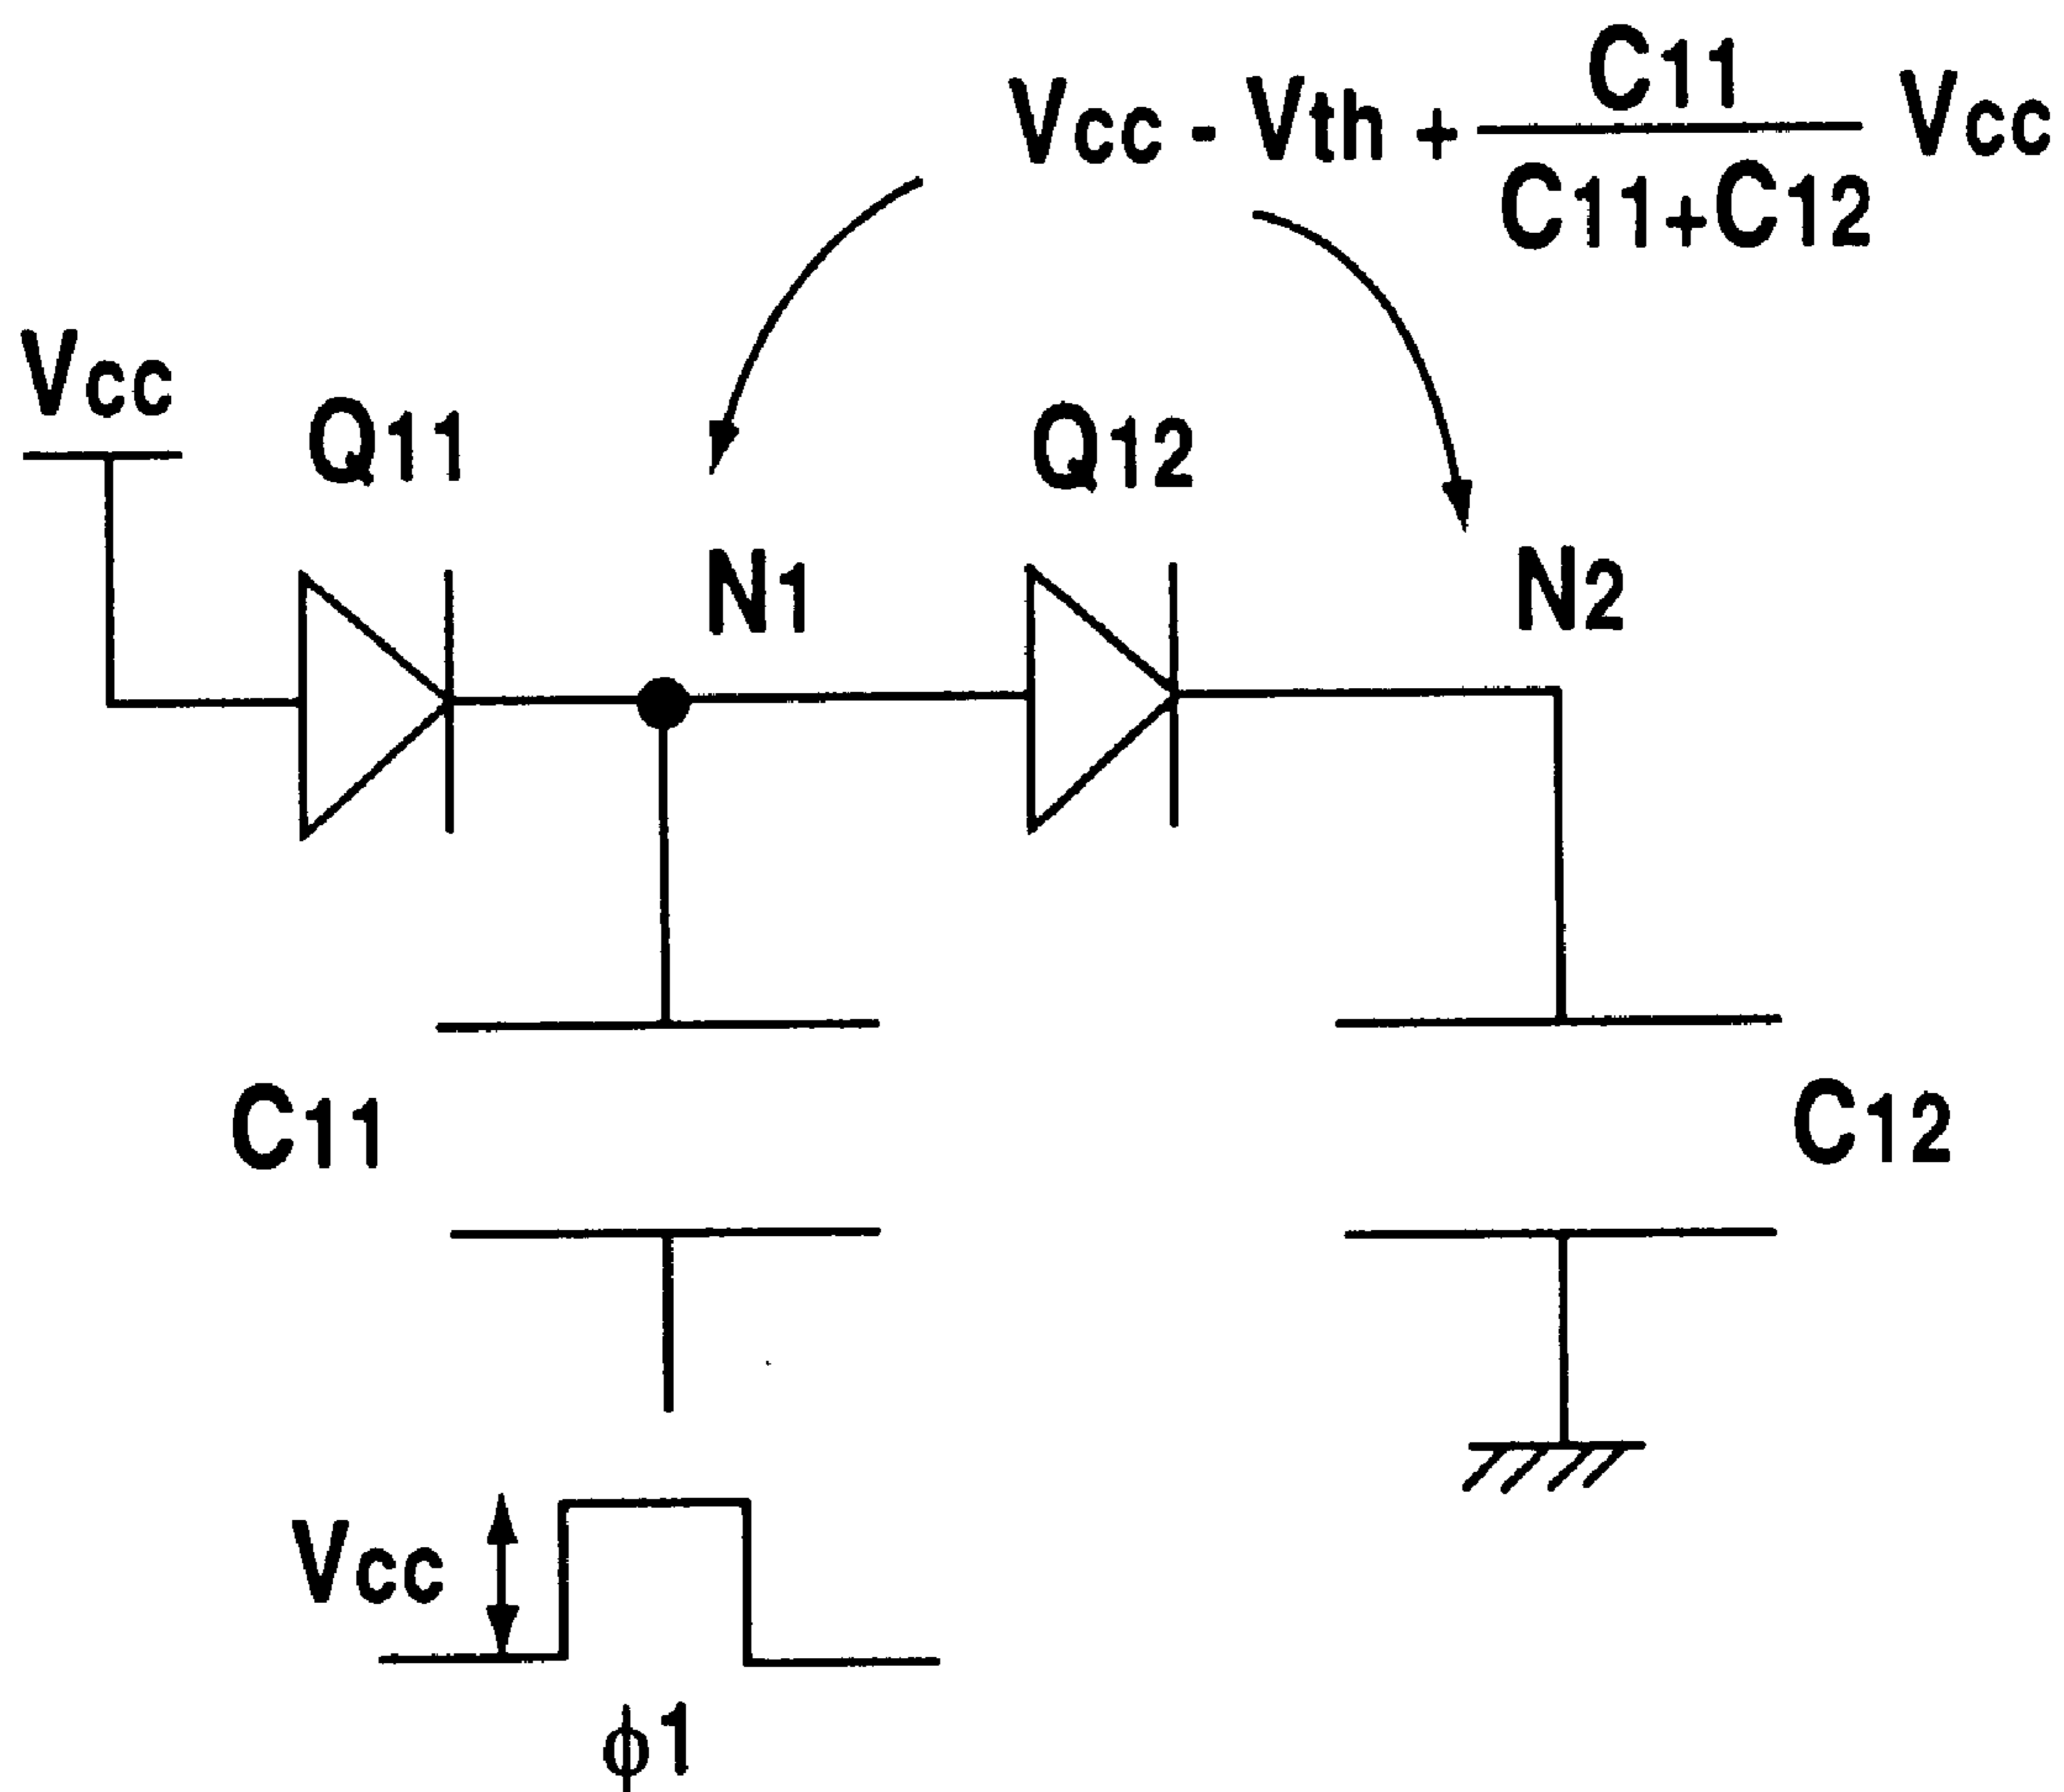 Vcc - Vth + C11 / C11+C12 Vcc
Vcc
Q11
Q12
N1
N2
C11
C12
Vcc
ϕ1